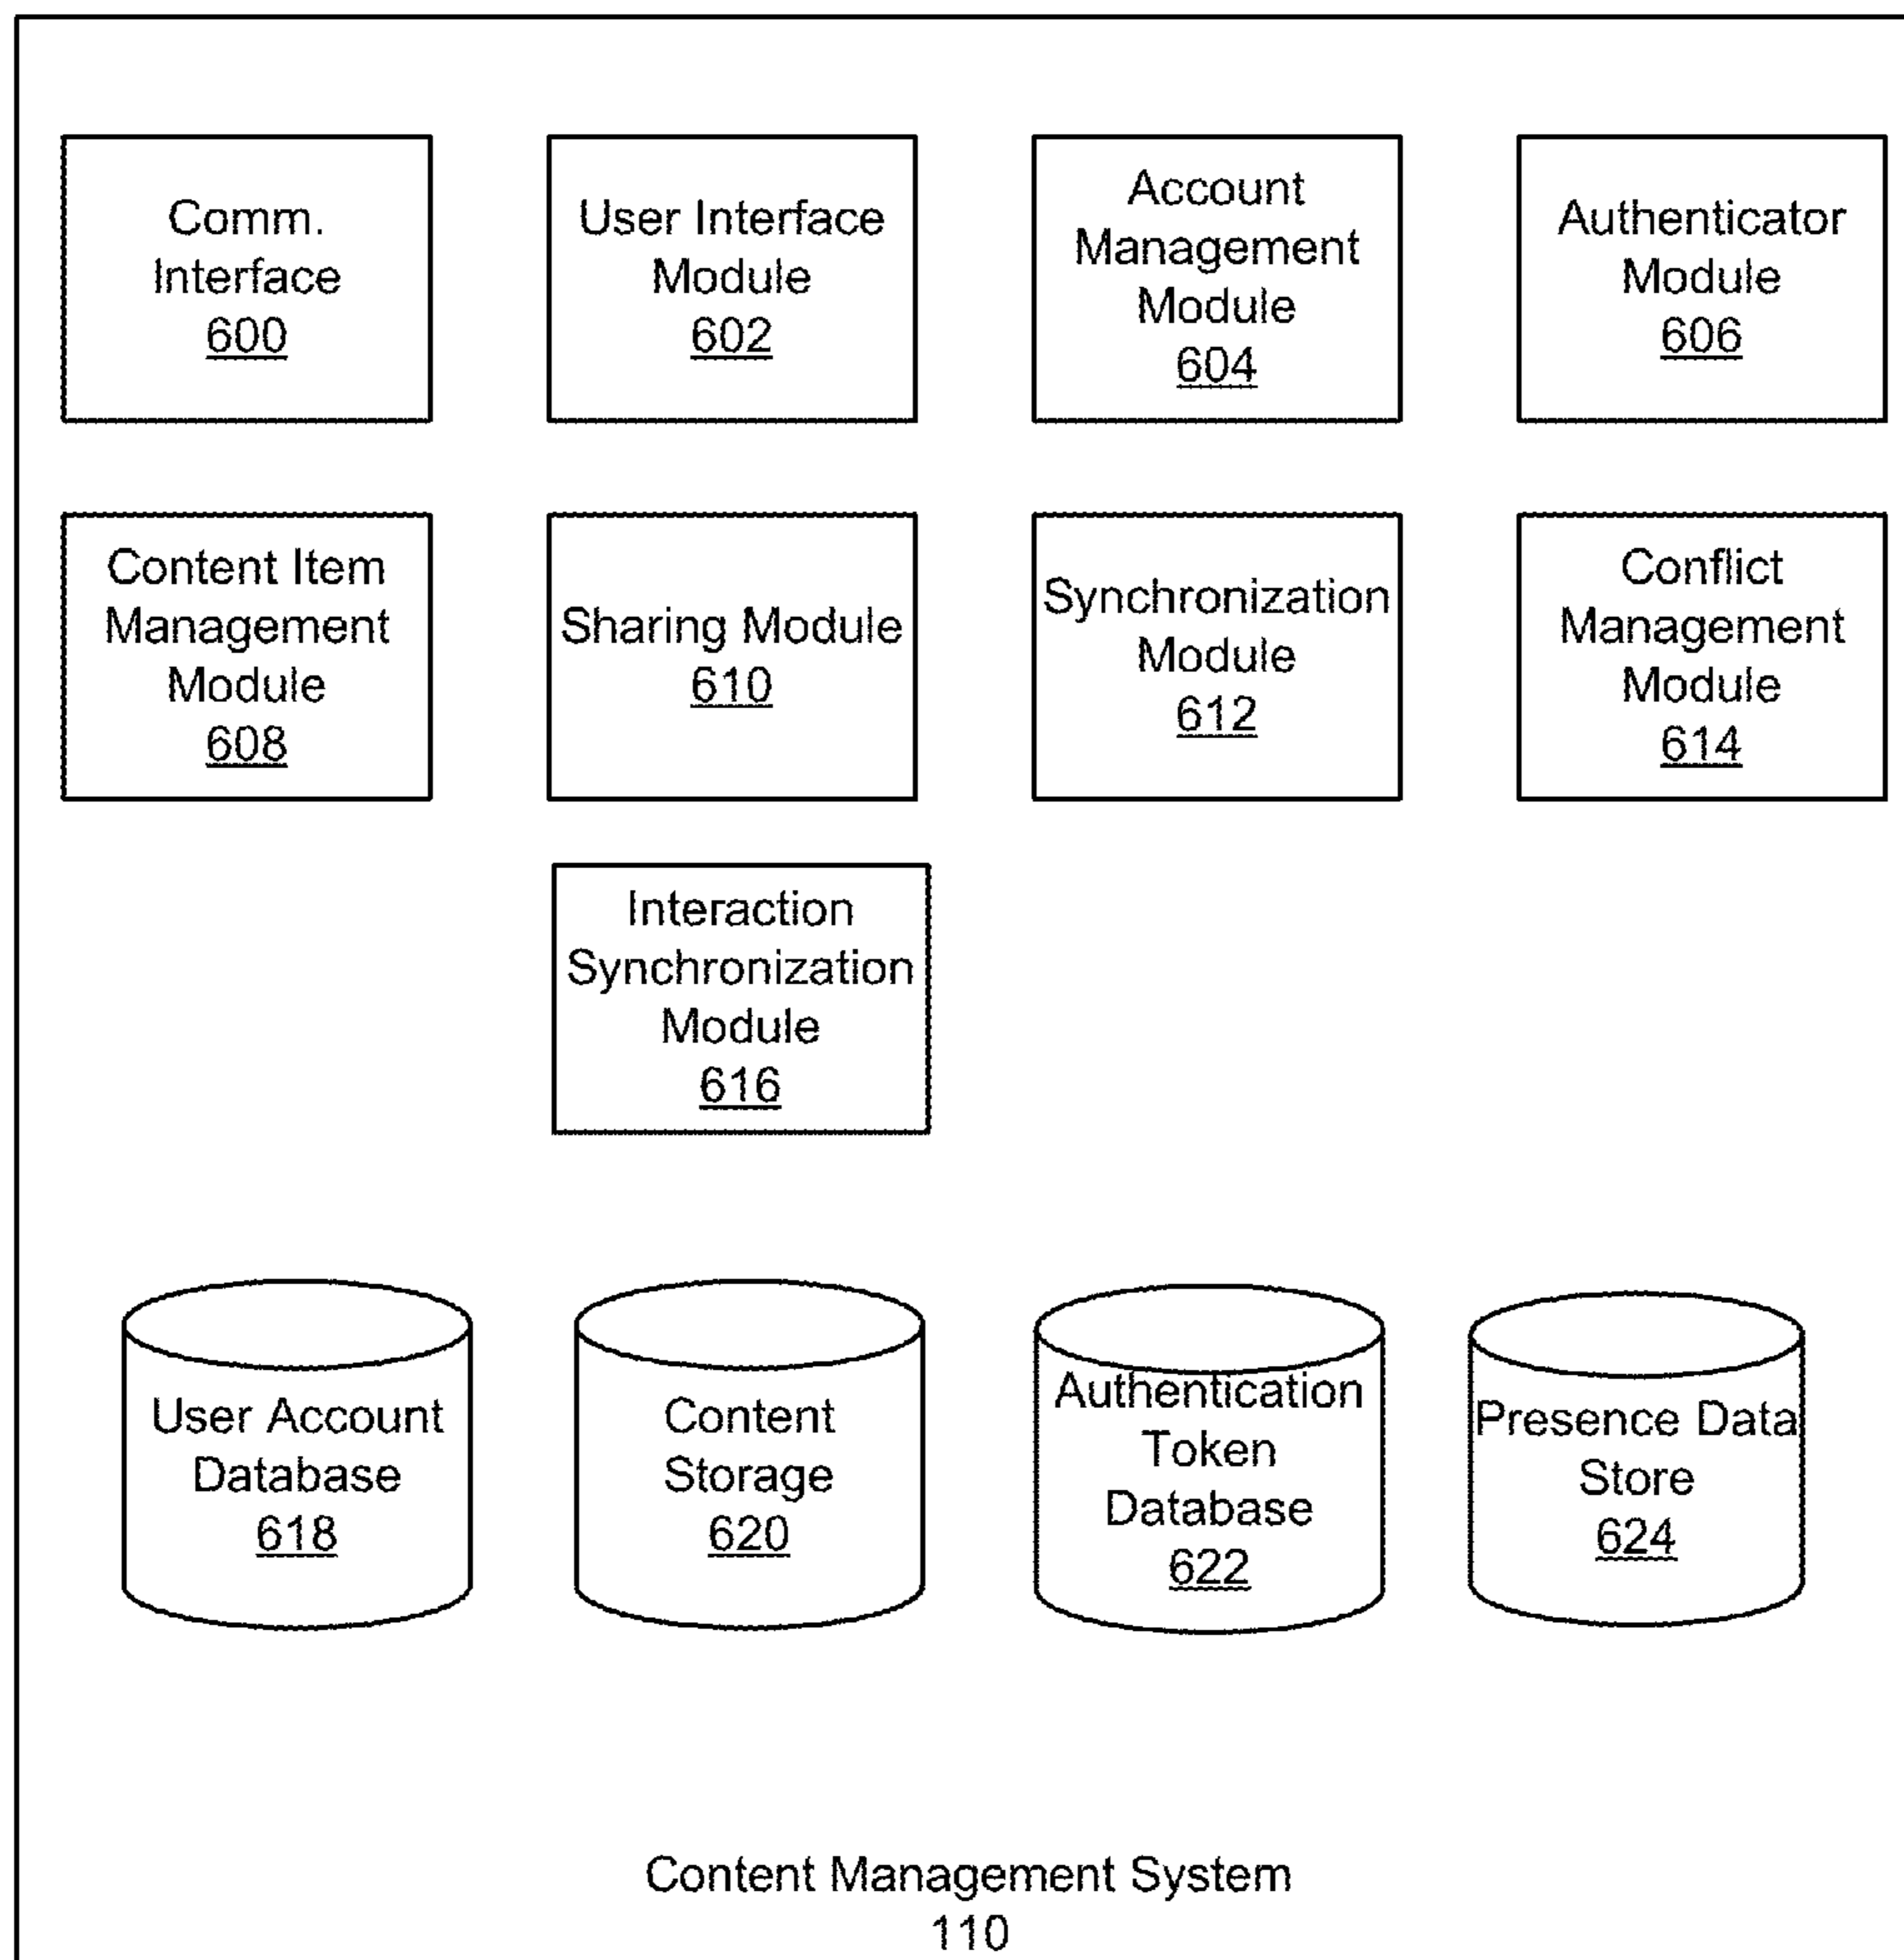 Comm.
Interface
600
User Interface
Module
602
Account
Management
Module
604
Authenticator
Module
606
Content Item
Management
Module
608
Sharing Module
610
Synchronization
Module
612
Conflict
Management
Module
614
Interaction
Synchronization
Module
616
User Account
Database
618
Content
Storage
620
Authentication
Token
Database
622
Presence Data
Store
624
Content Management System
110